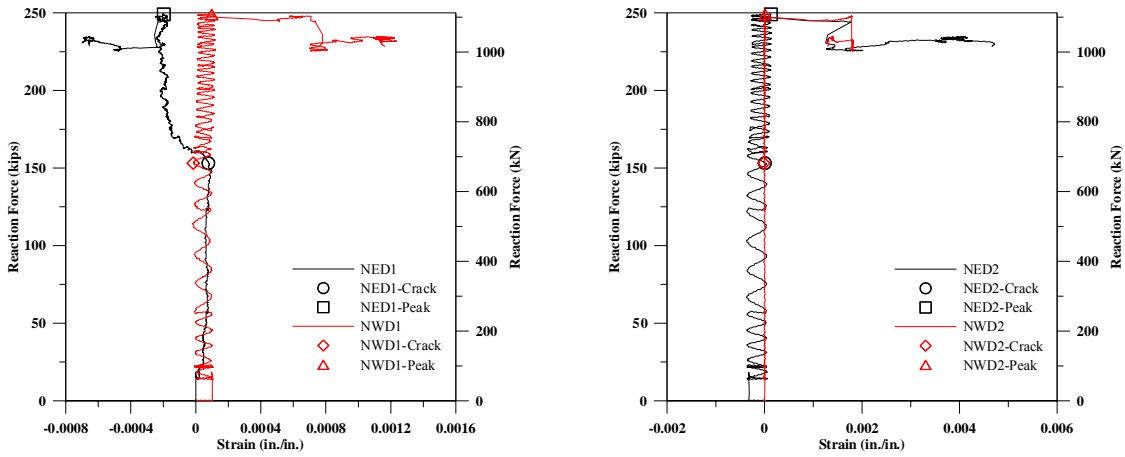 250
200
150
100
50
0
Reaction Force (kips)
1000
800
600
400
200
0
Reaction Force (kN)
NED1
NED1-Crack
NED1-Peak
NWD1
NWD1-Crack
NWD1-Peak
-0.0008 -0.0004 0 0.0004 0.0008 0.0012 0.0016
Strain (in./in.)
250
200
150
100
50
0
Reaction Force (kips)
1000
800
600
400
200
0
Reaction Force (kN)
NED2
NED2-Crack
NED2-Peak
NWD2
NWD2-Crack
NWD2-Peak
-0.002 0 0.002 0.004 0.006
Strain (in./in.)